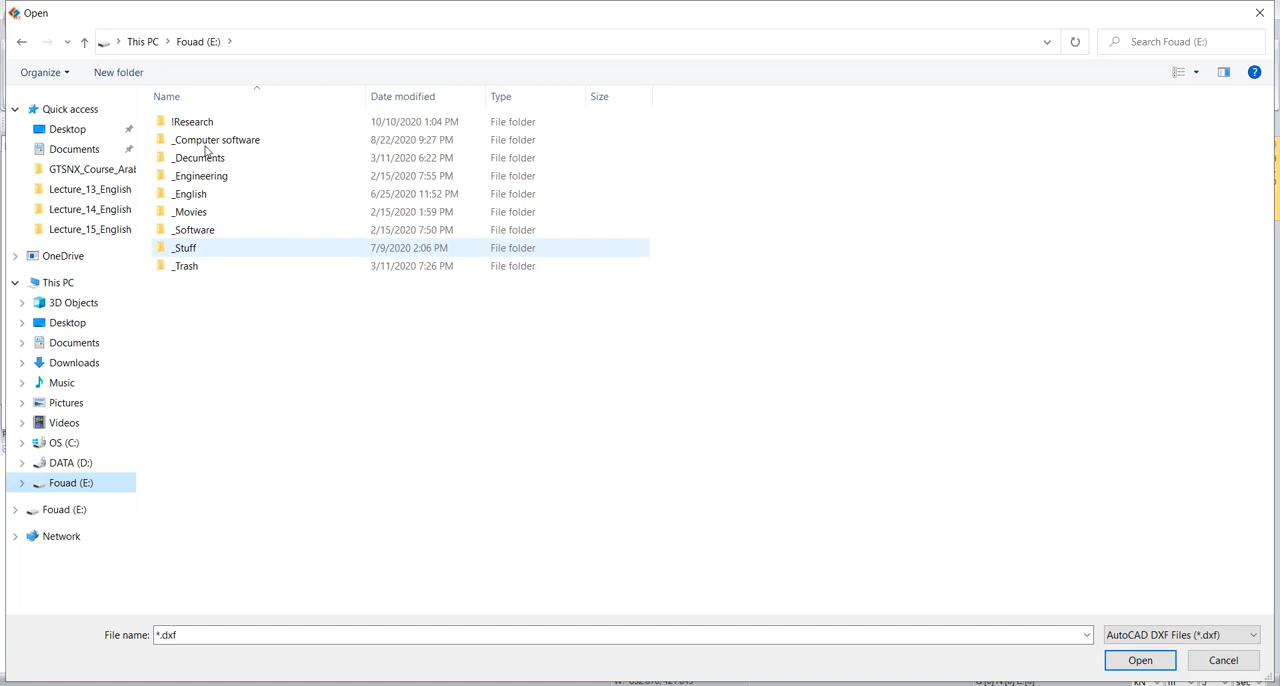 Open
This PC Fouad (E:)
Search Fouad (E:)
Organize New folder
Name Date modified Type Size
Quick access
Desktop
Documents
GTSNX_Course_Arab
Lecture_13_English
Lecture_14_English
Lecture_15_English
OneDrive
This PC
3D Objects
Desktop
Documents
Downloads
Music
Pictures
Videos
OS (C:)
DATA (D:)
Fouad (E:)
Fouad (E:)
Network
!Research 10/10/2020 1:04 PM File folder
_Computer software 8/22/2020 9:27 PM File folder
_Decuments 3/11/2020 6:22 PM File folder
_Engineering 2/15/2020 7:55 PM File folder
_English 6/25/2020 11:52 PM File folder
_Movies 2/15/2020 1:59 PM File folder
_Software 2/15/2020 7:50 PM File folder
_Stuff 7/9/2020 2:06 PM File folder
_Trash 3/11/2020 7:26 PM File folder
File name: *.dxf AutoCAD DXF Files (*.dxf)
Open Cancel